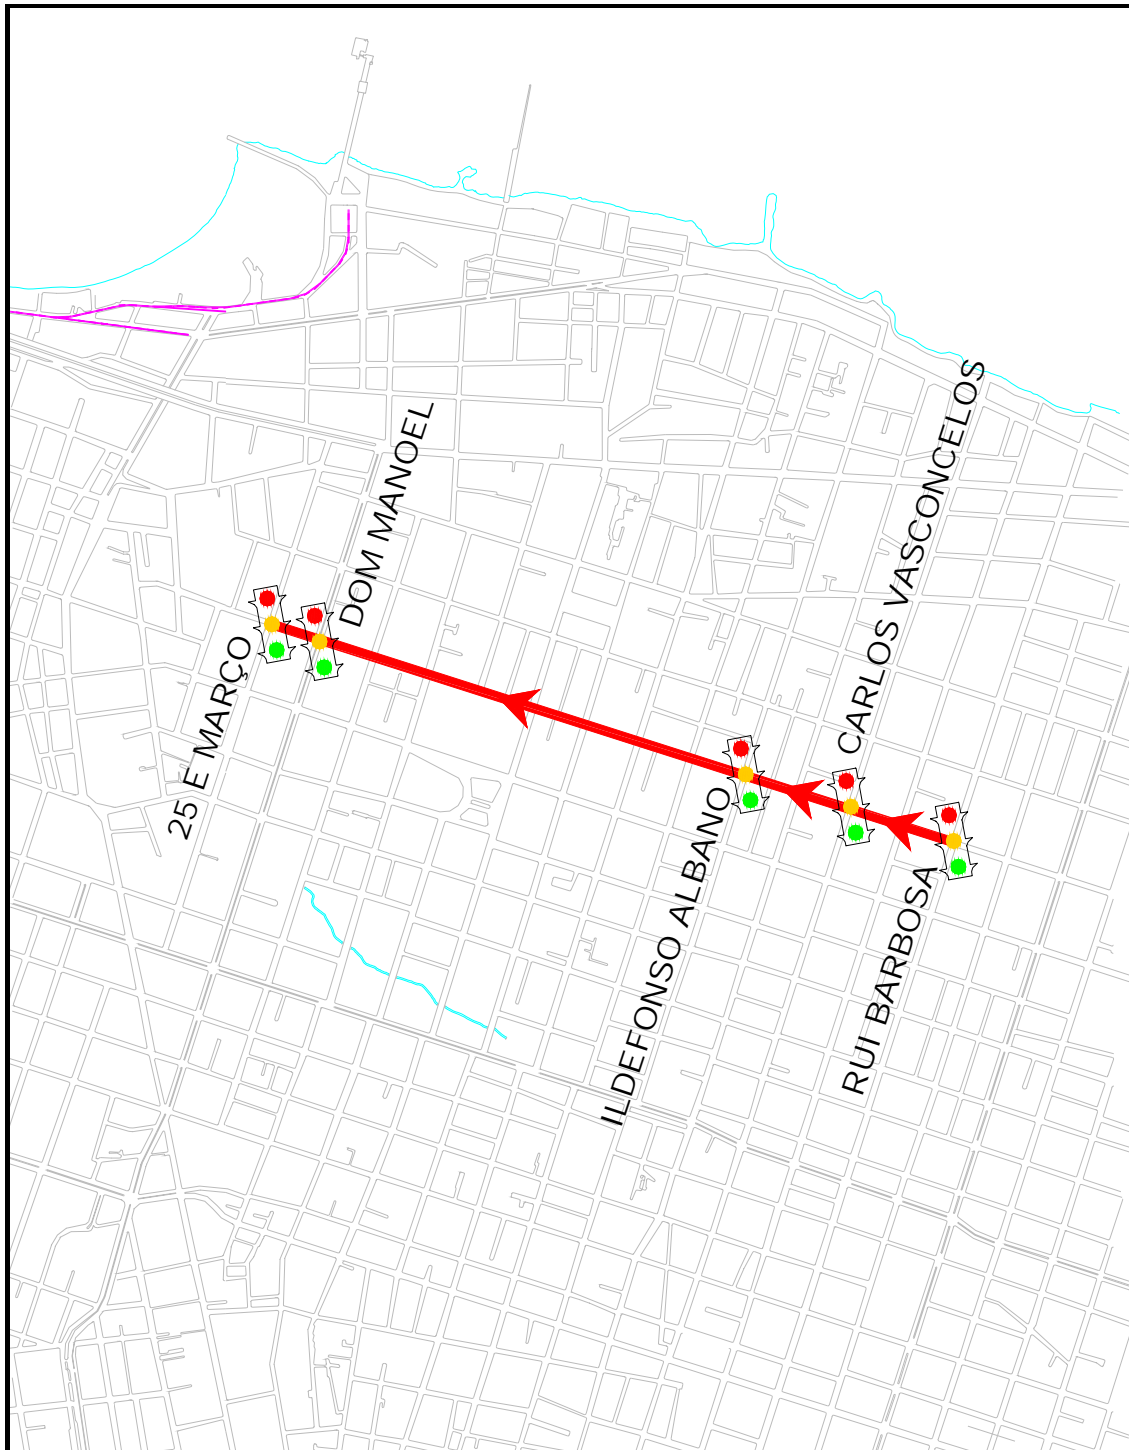 CARLOS VASCONCELOS
DOM MANOEL
25 E MARÇO
ILDEFONSO ALBANO
RUI BARBOSA